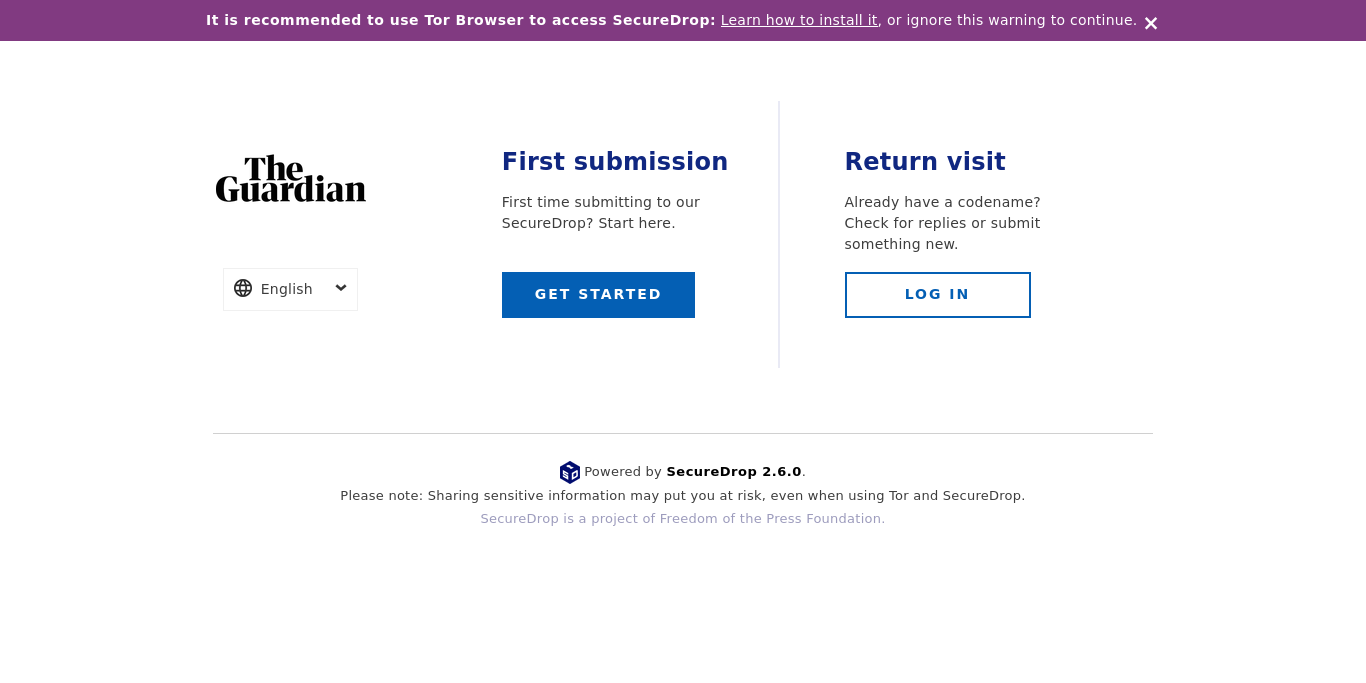 It is recommended to use Tor Browser to access SecureDrop: Learn how to install it, or ignore this warning to continue. ×
The
Guardian
English
First submission
First time submitting to our
SecureDrop? Start here.
GET STARTED
Return visit
Already have a codename?
Check for replies or submit
something new.
LOG IN
Powered by SecureDrop 2.6.0.
Please note: Sharing sensitive information may put you at risk, even when using Tor and SecureDrop.
SecureDrop is a project of Freedom of the Press Foundation.